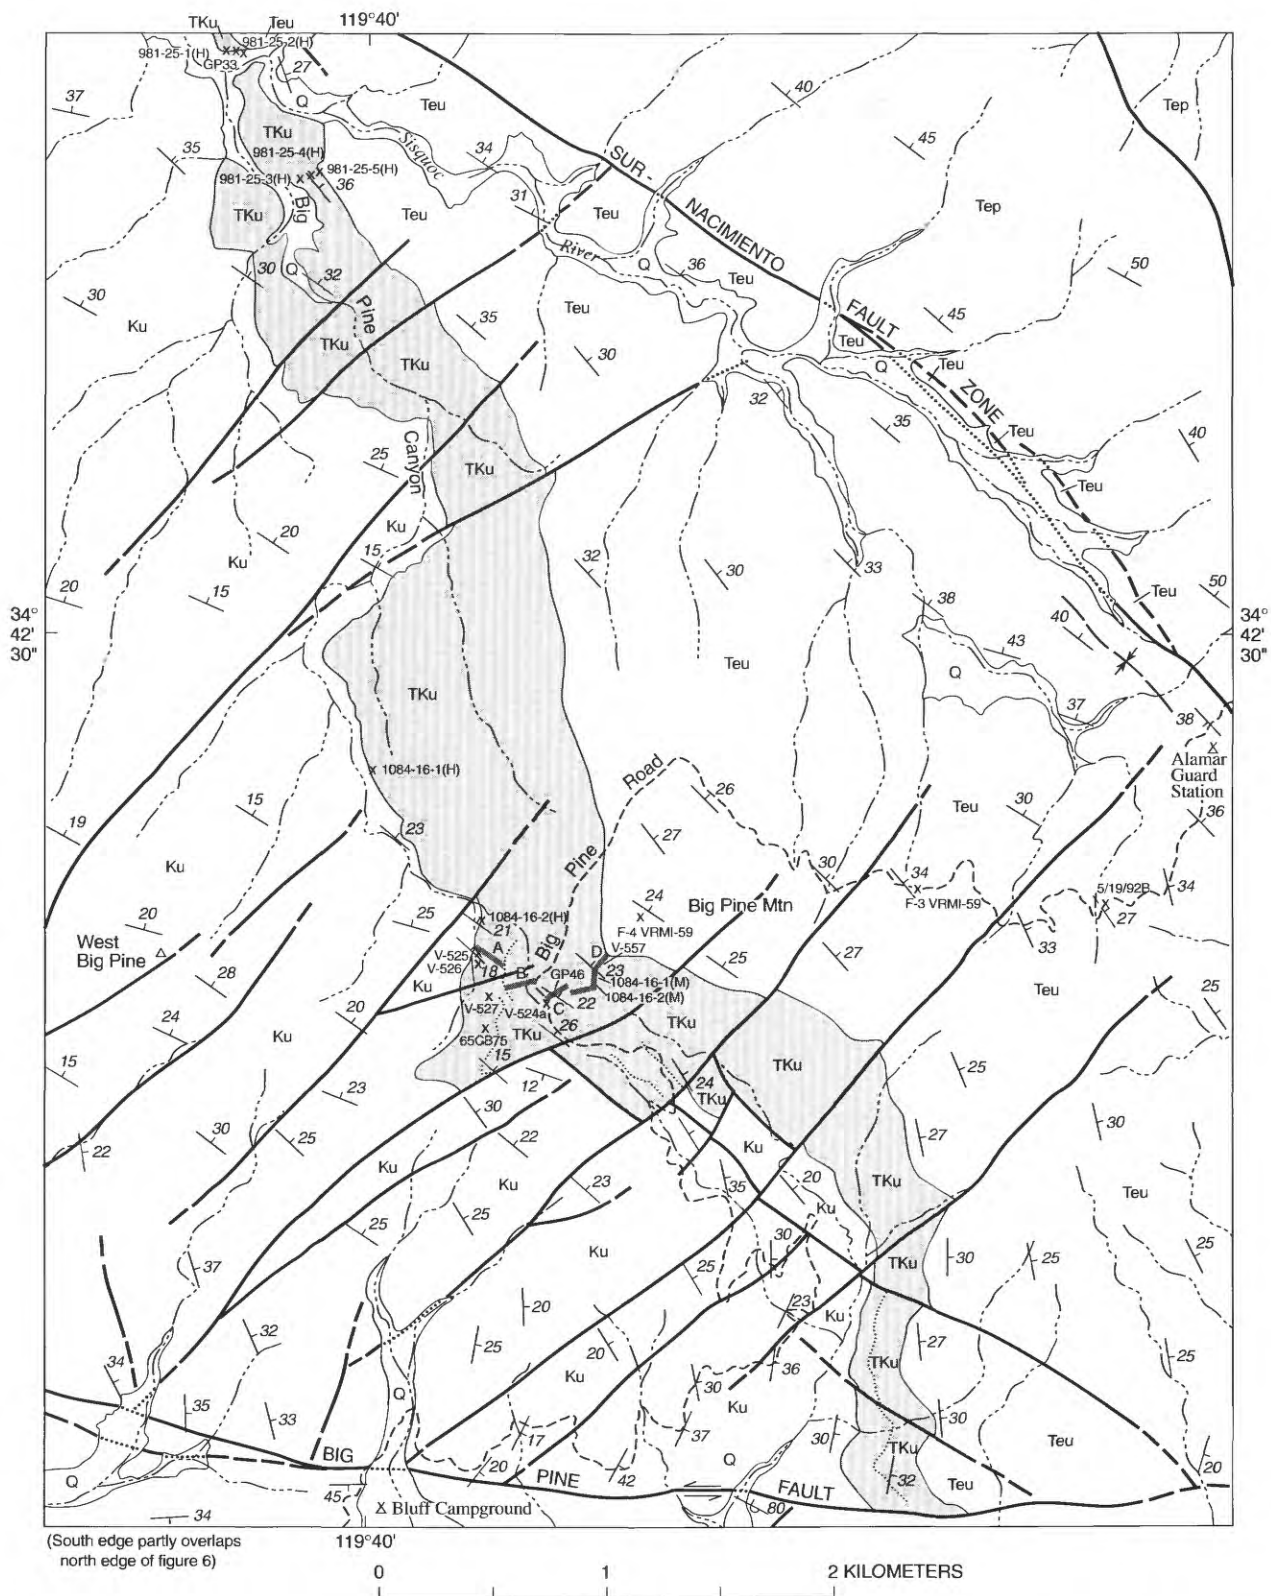 TKu Teu 119°40'
981-25-2(H)
981-25-1(H)
GP33
27
Q
Teu
40
Tep
37
TKu
Sisquoc
34
SUR-
45
35
981-25-4(H)
981-25-5(H)
981-25-3(H)
36
Big
31
Teu
NACIMIENTO
Tep
TKu
Teu
River
36
Q
Teu
50
30
Q
32
30
Pine
35
Teu
FAULT
45
Ku
Teu
Q
Teu
TKu
TKu
30
32
ZONE
35
Teu
40
Canyon
25
TKu
Teu
20
Ku
Ku
15
32
30
33
50
20
15
38
Teu
34°
42'
30"
40
34°
42'
30"
43
Teu
Q
TKu
37
38
1084-16-1(H)
Road
Alamar
Guard
Station
15
26
Teu
30
36
19
23
27
Ku
Pine
30
34
5/19/92B
34
24
Big Pine Mtn
F-3 VRMI-59
27
20
25
1084-16-2(H)
21
F-4 VRMI-59
33
West
Big Pine
A
Big
D
V-557
27
V-525
V-526
18
B
GP46
23
25
28
Ku
1084-16-1(M)
Teu
22
1084-16-2(M)
V-527
V-524a
C
20
24
65CB75
TKu
26
TKu
Ku
15
TKu
15
12
24
25
23
TKu
30
30
22
25
22
Ku
27
30
Ku
Ku
23
35
20
TKu
Teu
25
25
Ku
Ku
30
25
37
25
TKu
30
25
20
23
Ku
32
25
20
27
34
36
TKu
25
Ku
Q
30
Ku
35
33
17
37
30
30
TKu
Teu
BIG
20
42
32
20
Q
45
PINE
FAULT
Teu
34
Bluff Campground
80
(South edge partly overlaps
north edge of figure 6)
119°40'
0 1 2 KILOMETERS